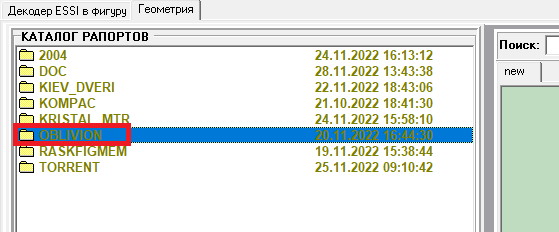 Декодер ESSI в фигуру Геометрия
КАТАЛОГ РАПОРТОВ
Поиск:
new
2004 24.11.2022 16:13:12
DOC 28.11.2022 13:43:38
KIEV_DVERI 22.11.2022 18:43:06
KOMPAC 21.10.2022 18:41:30
KRISTAL_MTR 24.11.2022 15:58:10
OBLIVION 20.11.2022 16:44:30
RASKFIGMEM 19.11.2022 15:38:44
TORRENT 25.11.2022 09:10:42